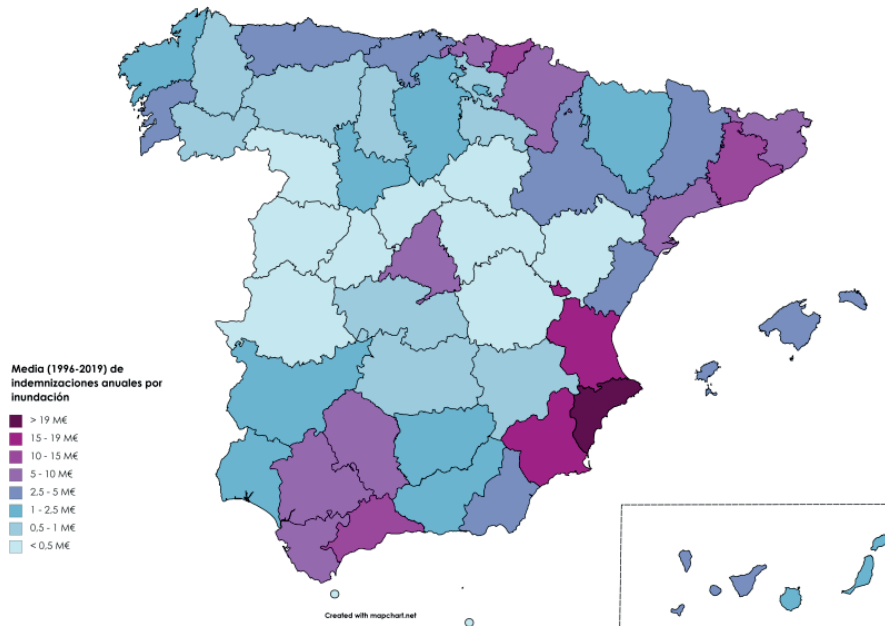 Media (1996-2019) de
indemnizaciones anuales por
inundación
> 19 M€
15 - 19 M€
10 - 15 M€
5 - 10 M€
2.5 - 5 M€
1 - 2,5 M€
0,5 - 1 M€
< 0,5 M€
Created with mapchart.net